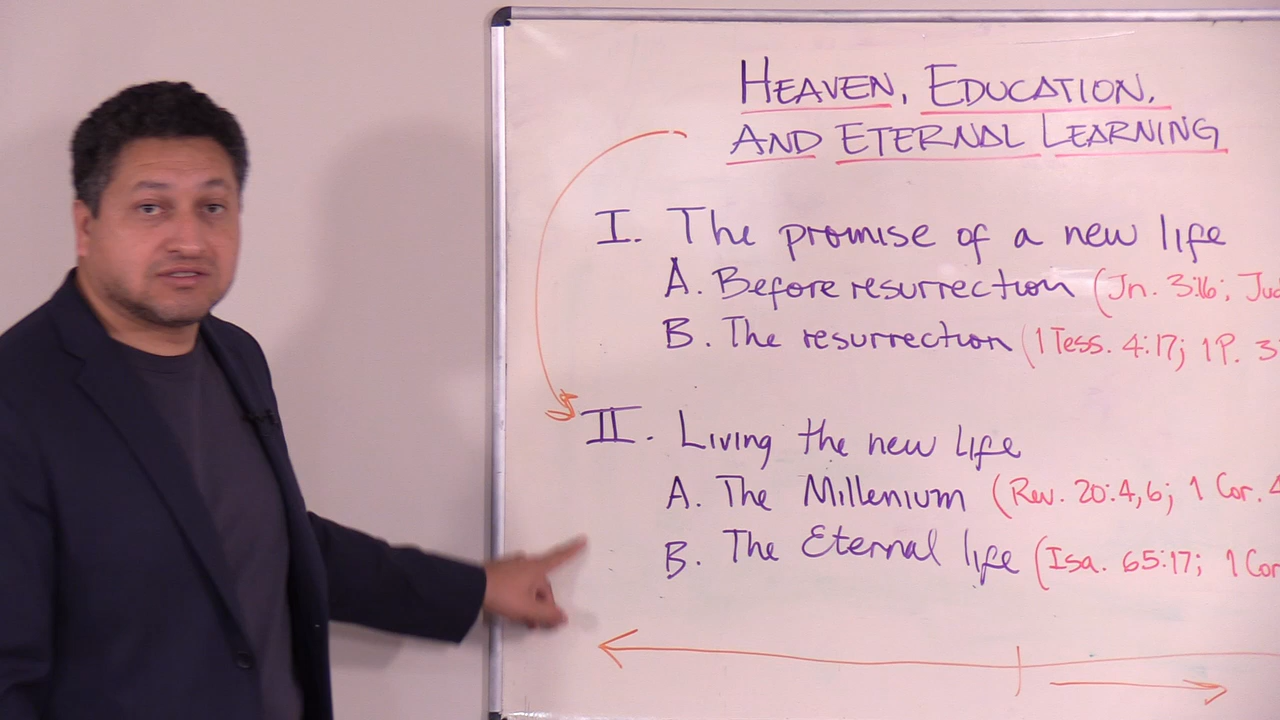 HEAVEN, EDUCATION,
AND ETERNAL LEARNING
I. The promise of a new life
A. Before resurrection (Jn. 3:16; Jud
B. The resurrection (1 Tess. 4:17; 1 P. 3
II. Living the new life
A. The Millenium (Rev. 20:4,6; 1 Cor. 4
B. The Eternal life (Isa. 65:17; 1 Cor